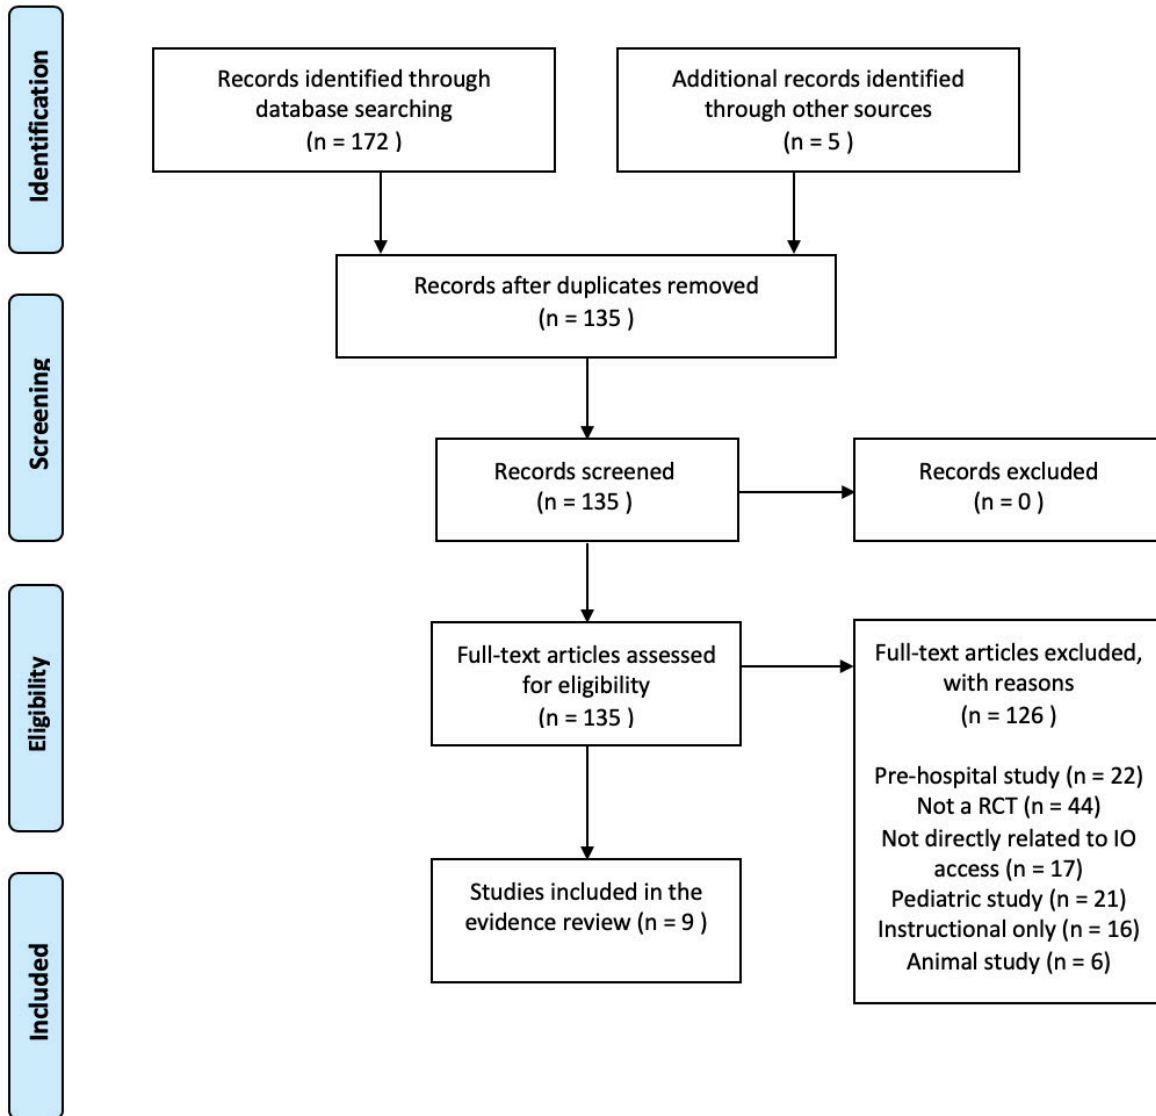 Identification
Records identified through
database searching
(n = 172 )
Additional records identified
through other sources
(n = 5 )
Records after duplicates removed
(n = 135 )
Screening
Records screened
(n = 135 )
Records excluded
(n = 0 )
Eligibility
Full-text articles assessed
for eligibility
(n = 135 )
Full-text articles excluded,
with reasons
(n = 126 )
Pre-hospital study (n = 22)
Not a RCT (n = 44)
Not directly related to IO
access (n = 17)
Pediatric study (n = 21)
Instructional only (n = 16)
Animal study (n = 6)
Included
Studies included in the
evidence review (n = 9 )